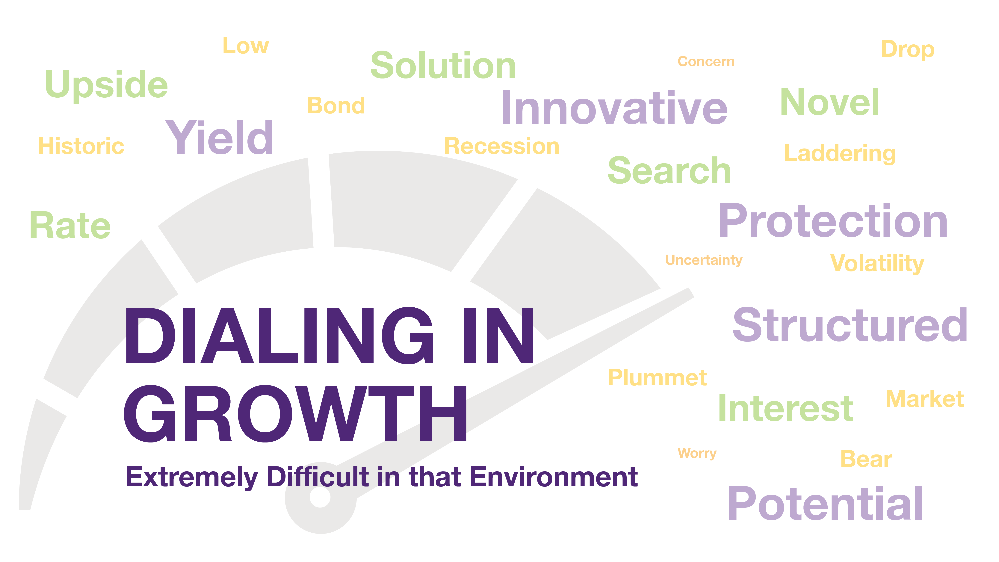 Low
Drop
Solution
Concern
Upside
Innovative
Novel
Bond
Yield
Historic
Recession
Laddering
Search
Rate
Protection
Uncertainty
Volatility
DIALING IN
GROWTH
Structured
Plummet
Interest
Market
Worry
Bear
Extremely Difficult in that Environment
Potential